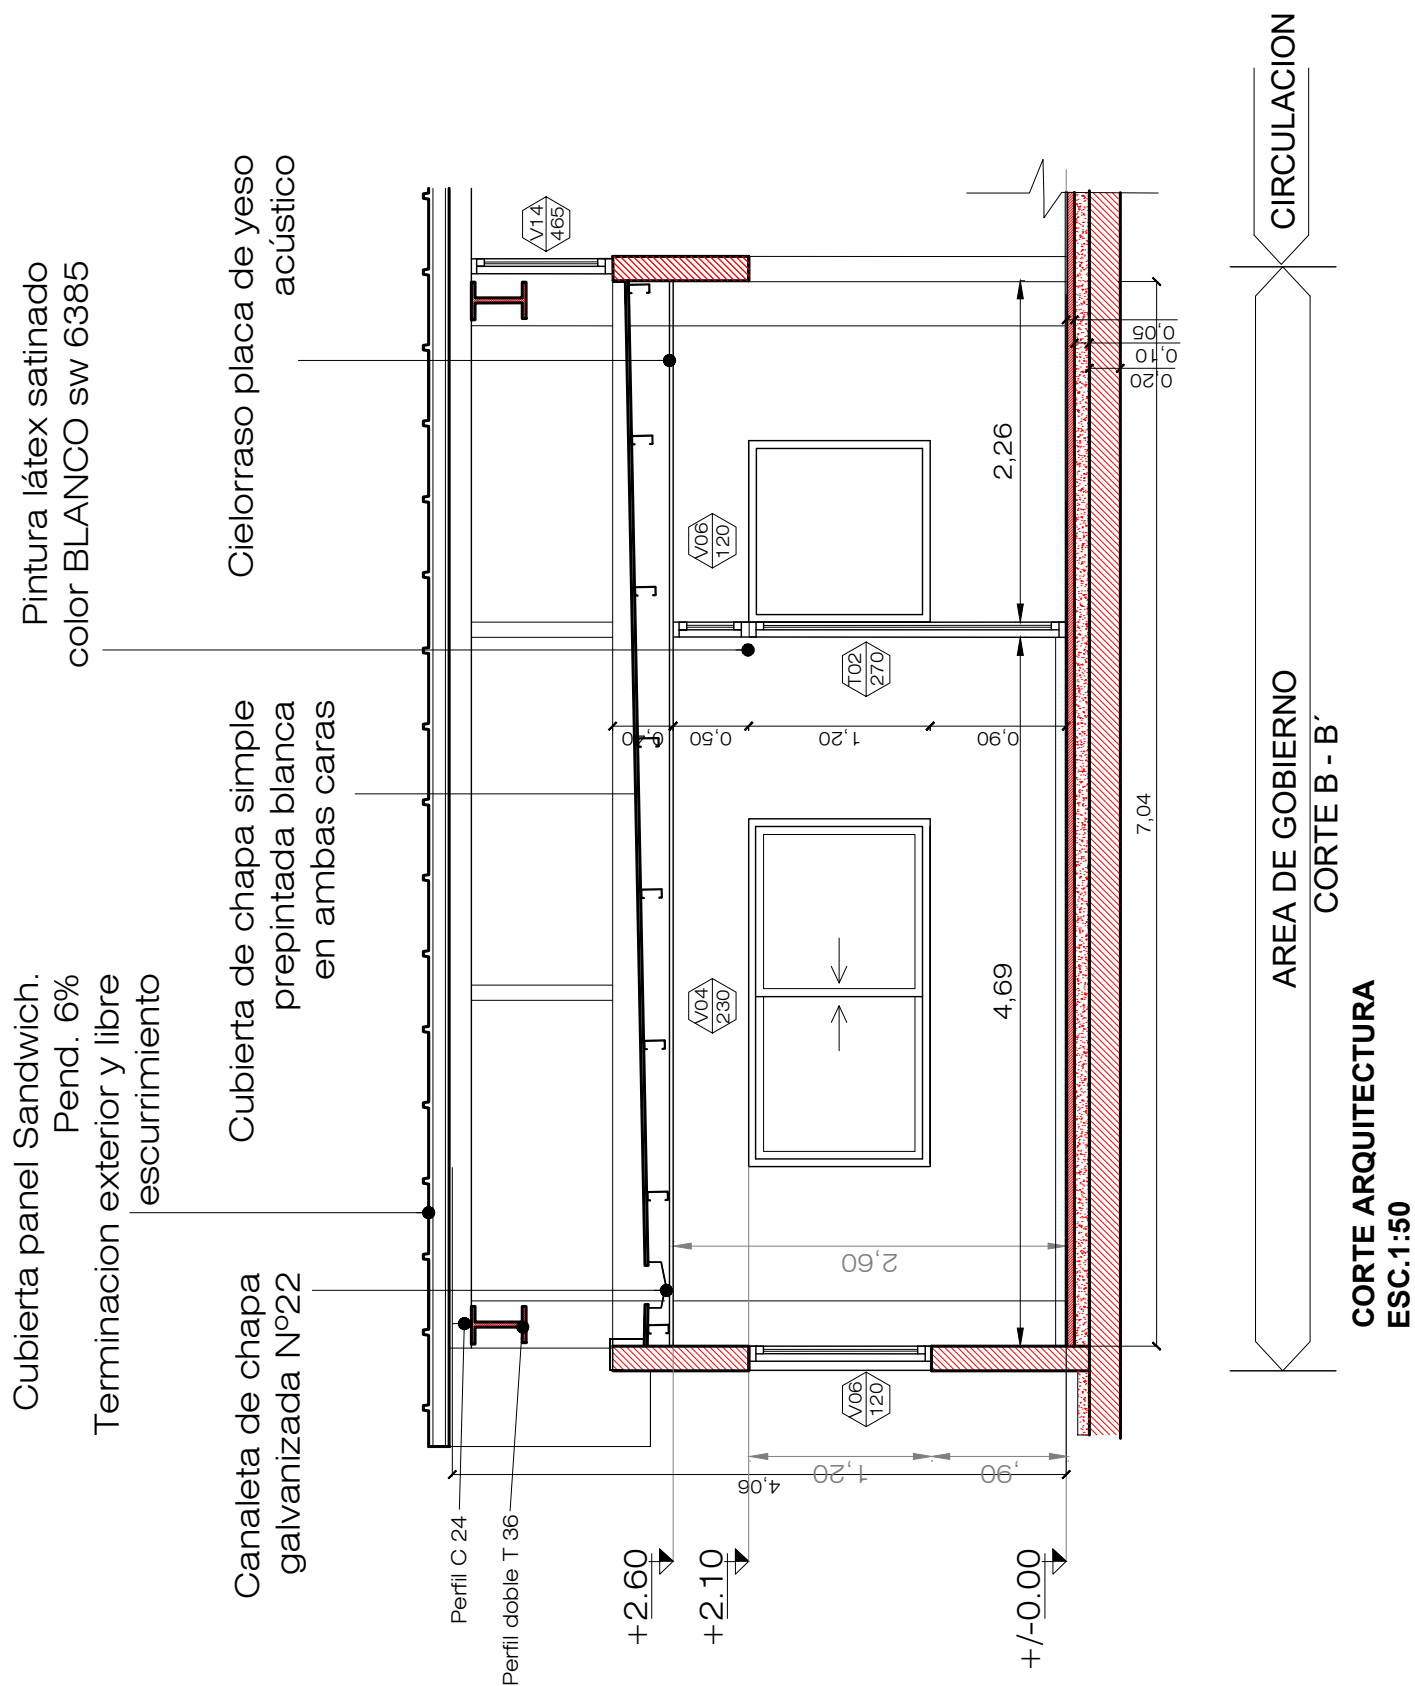 Cubierta panel Sandwich.
Pend. 6%
Terminacion exterior y libre
escurrimiento
Pintura látex satinado
color BLANCO sw 6385
Canaleta de chapa
galvanizada Nº22
Cubierta de chapa simple
prepintada blanca
en ambas caras
Cielorraso placa de yeso
acústico
Perfil C 24
Perfil doble T 36
V14
465
+2.60
+2.10
+/-0.00
4,06
1,20
,90
V06
120
2,60
V04
230
4,69
0,50
1,20
0,90
T02
270
V06
120
2,26
0,05
0,10
0,20
7,04
AREA DE GOBIERNO
CORTE B - B´
CIRCULACION
CORTE ARQUITECTURA
ESC.1:50